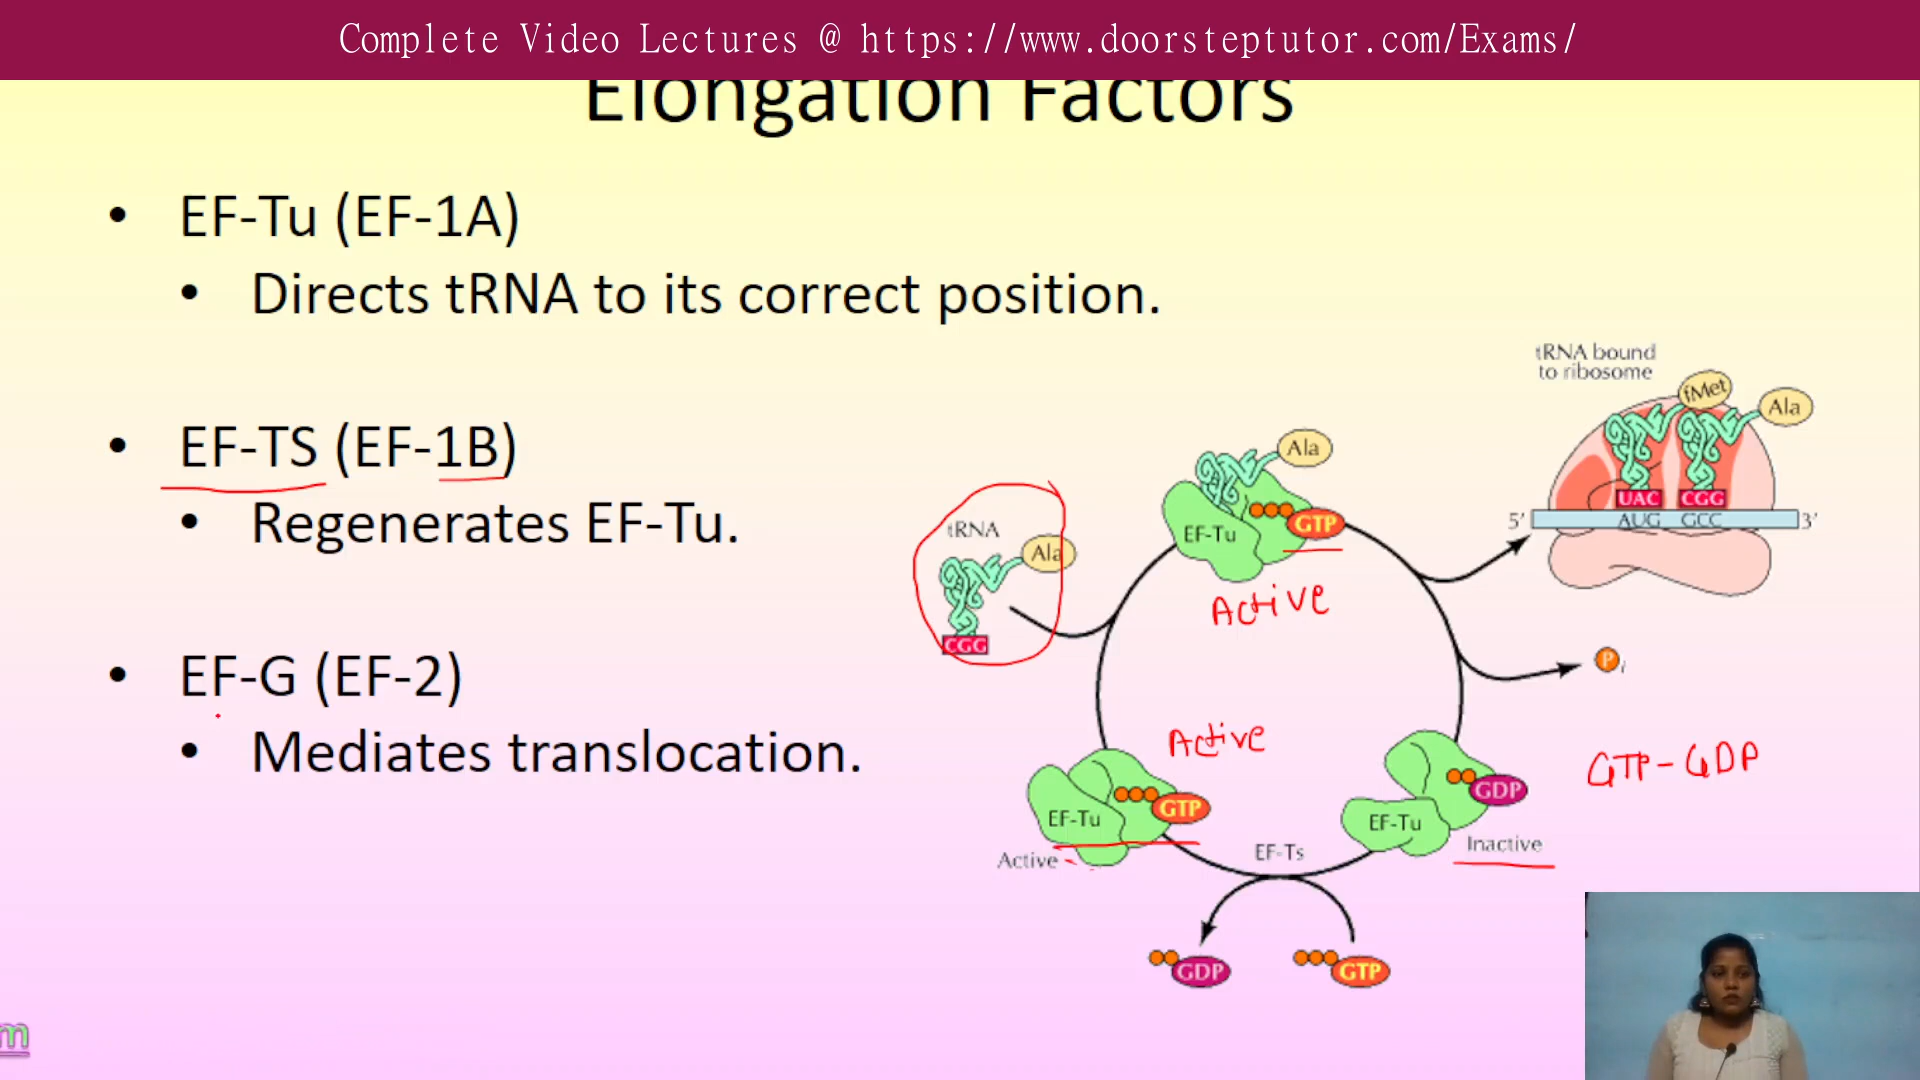 Complete Video Lectures @ https://www.doorsteptutor.com/Exams/
Elongation Factors
• EF-Tu (EF-1A)
• Directs tRNA to its correct position.
• EF-TS (EF-1B)
• Regenerates EF-Tu.
• EF-G (EF-2)
• Mediates translocation.
tRNA bound
to ribosome
fMet
Ala
UAC CGG
5' AUG GCC 3'
Ala
EF-Tu GTP
Active
tRNA
Ala
CGG
Pi
Active
GTP-GDP
EF-Tu GTP
Active
EF-Tu GDP
Inactive
EF-Ts
GDP GTP
m